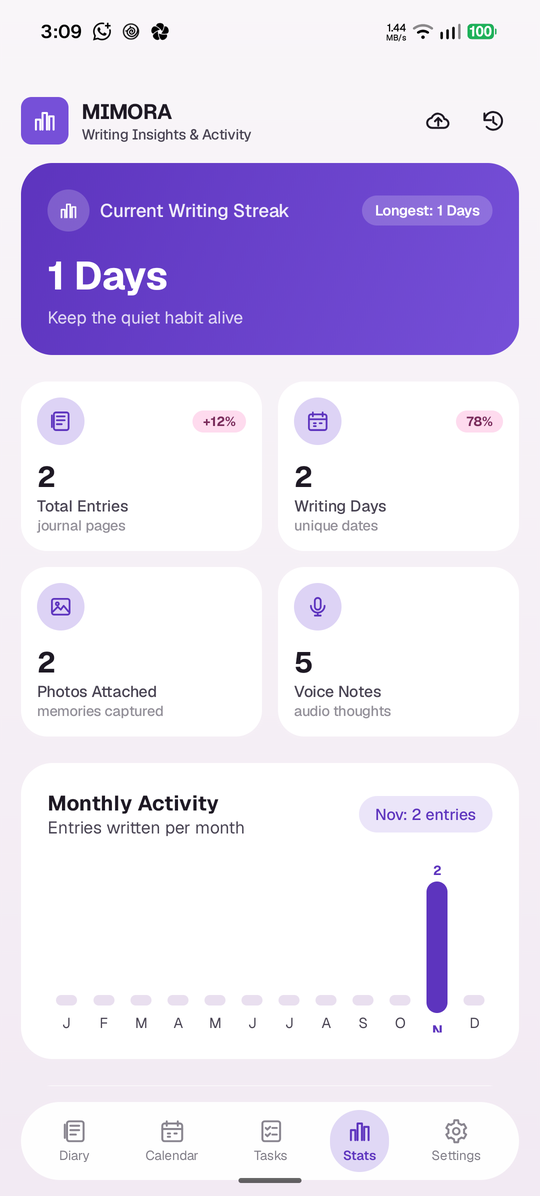 3:09
1.44
MB/s
100
MIMORA
Writing Insights & Activity
Current Writing Streak
Longest: 1 Days
1 Days
Keep the quiet habit alive
+12%
2
Total Entries
journal pages
78%
2
Writing Days
unique dates
2
Photos Attached
memories captured
5
Voice Notes
audio thoughts
Monthly Activity
Entries written per month
Nov: 2 entries
2
J F M A M J J A S O N D
Diary
Calendar
Tasks
Stats
Settings